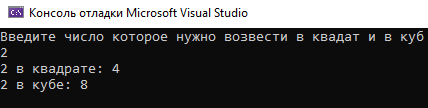 Консоль отладки Microsoft Visual Studio
Введите число которое нужно возвести в квадат и в куб
2
2 в квадрате: 4
2 в кубе: 8